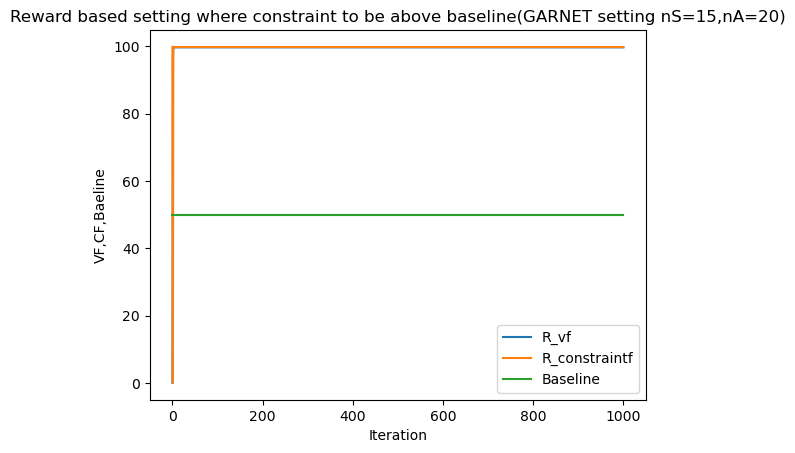 Reward based setting where constraint to be above baseline(GARNET setting nS=15,nA=20)
100
80
60
40
20
0
VF,CF,Baeline
R_vf
R_constraintf
Baseline
0 200 400 600 800 1000
Iteration